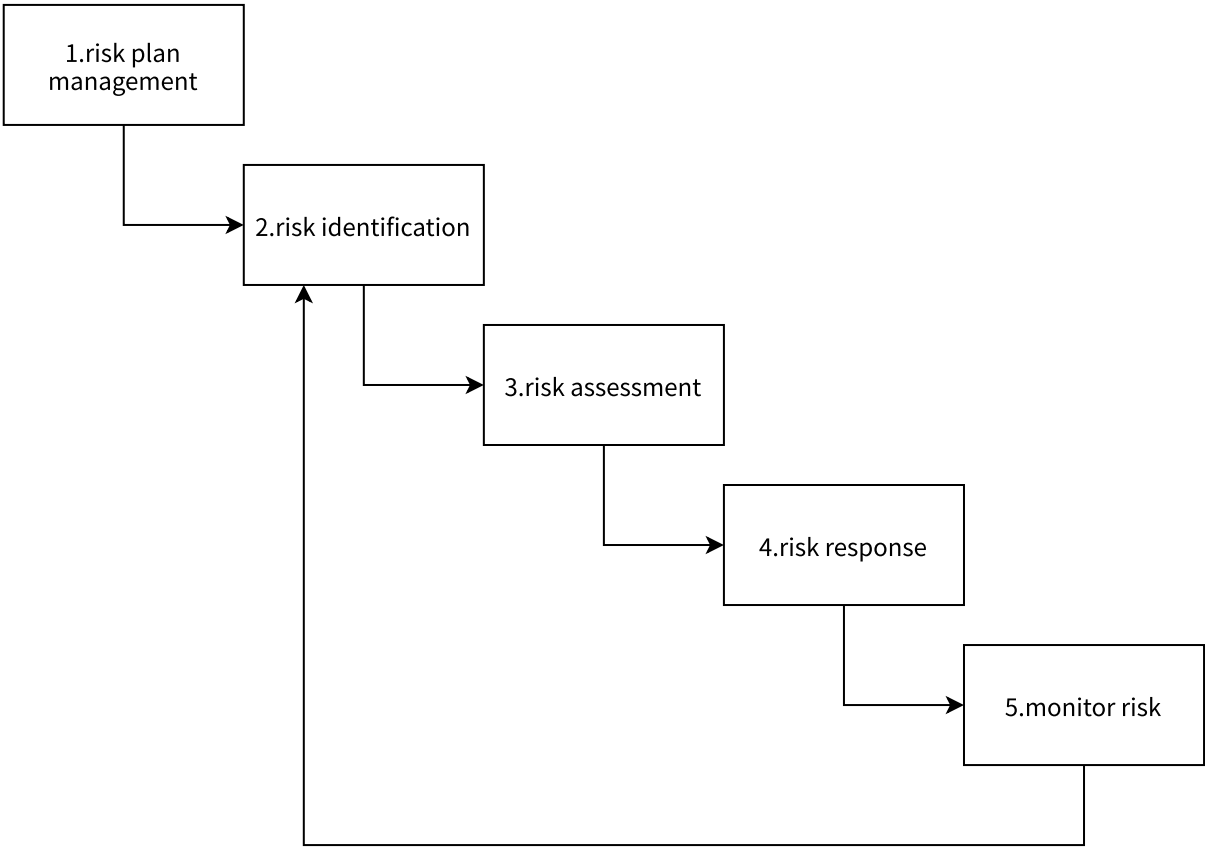 1.risk plan
management
2.risk identification
3.risk assessment
4.risk response
5.monitor risk